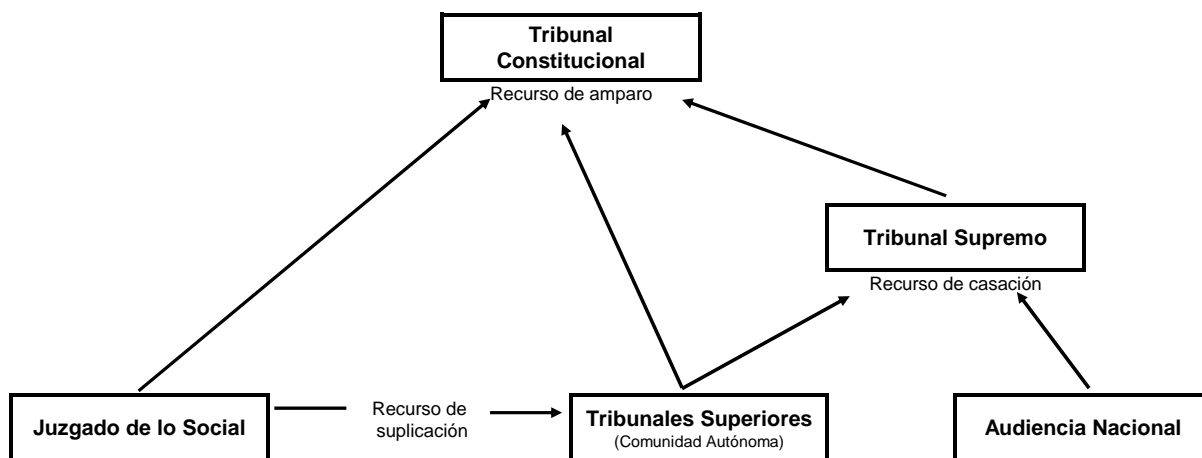 Tribunal
Constitucional
Recurso de amparo
Tribunal Supremo
Recurso de casación
Juzgado de lo Social
Recurso de
suplicación
Tribunales Superiores
(Comunidad Autónoma)
Audiencia Nacional